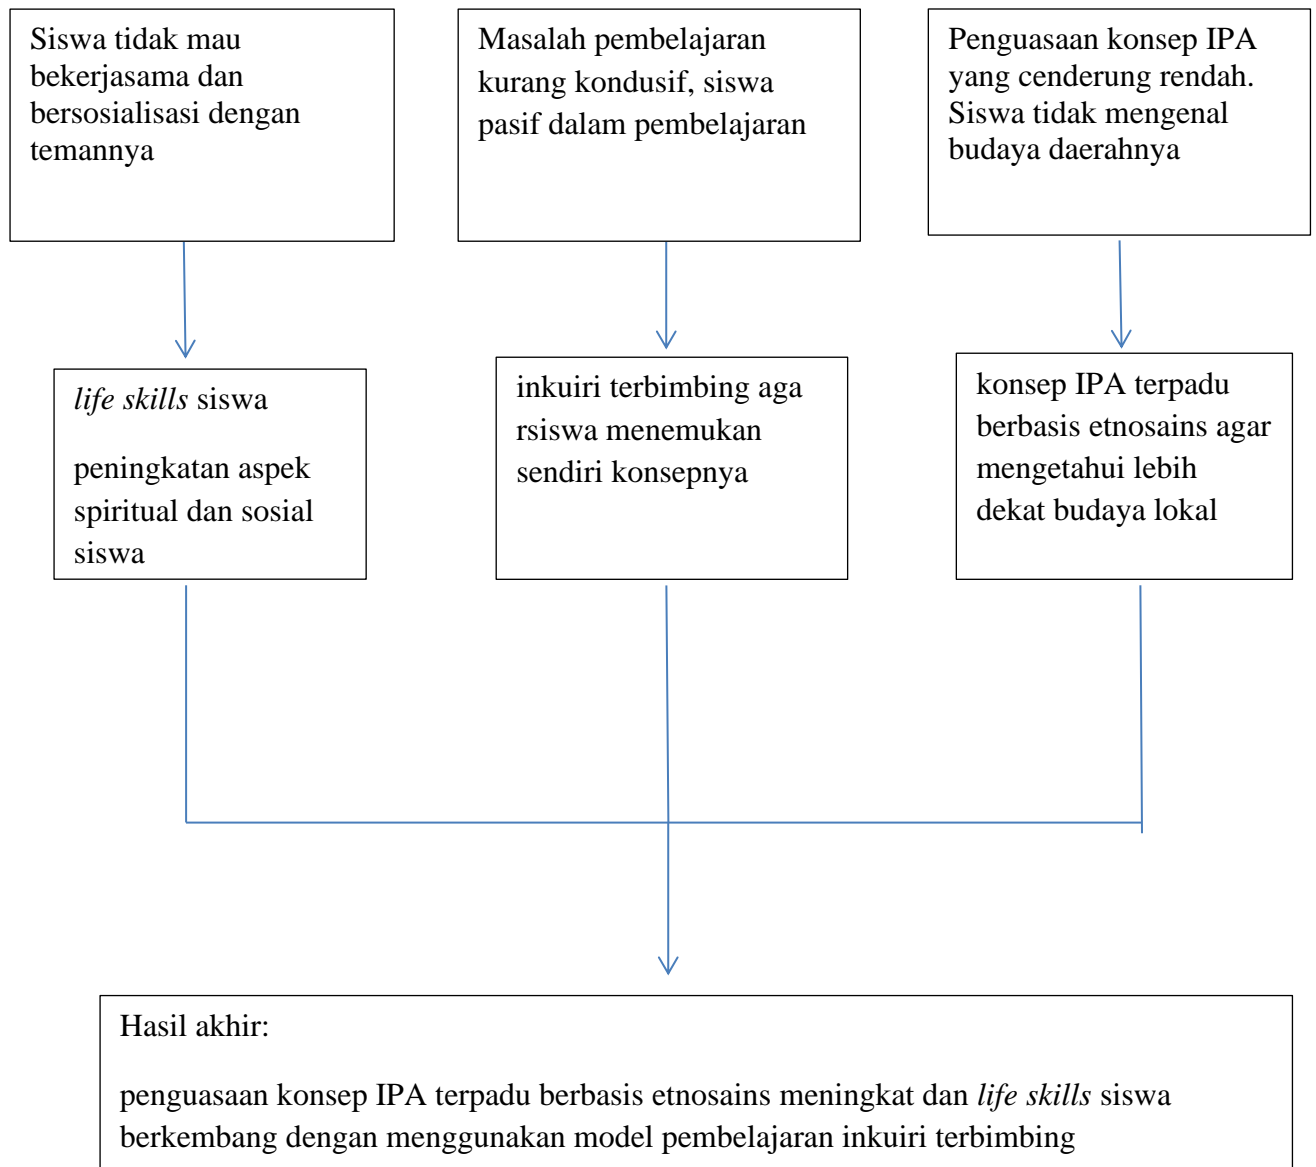 Siswa tidak mau
bekerjasama dan
bersosialisasi dengan
temannya
Masalah pembelajaran
kurang kondusif, siswa
pasif dalam pembelajaran
Penguasaan konsep IPA
yang cenderung rendah.
Siswa tidak mengenal
budaya daerahnya
life skills siswa
peningkatan aspek
spiritual dan sosial
siswa
inkuiri terbimbing aga
rsiswa menemukan
sendiri konsepnya
konsep IPA terpadu
berbasis etnosains agar
mengetahui lebih
dekat budaya lokal
Hasil akhir:
penguasaan konsep IPA terpadu berbasis etnosains meningkat dan life skills siswa
berkembang dengan menggunakan model pembelajaran inkuiri terbimbing